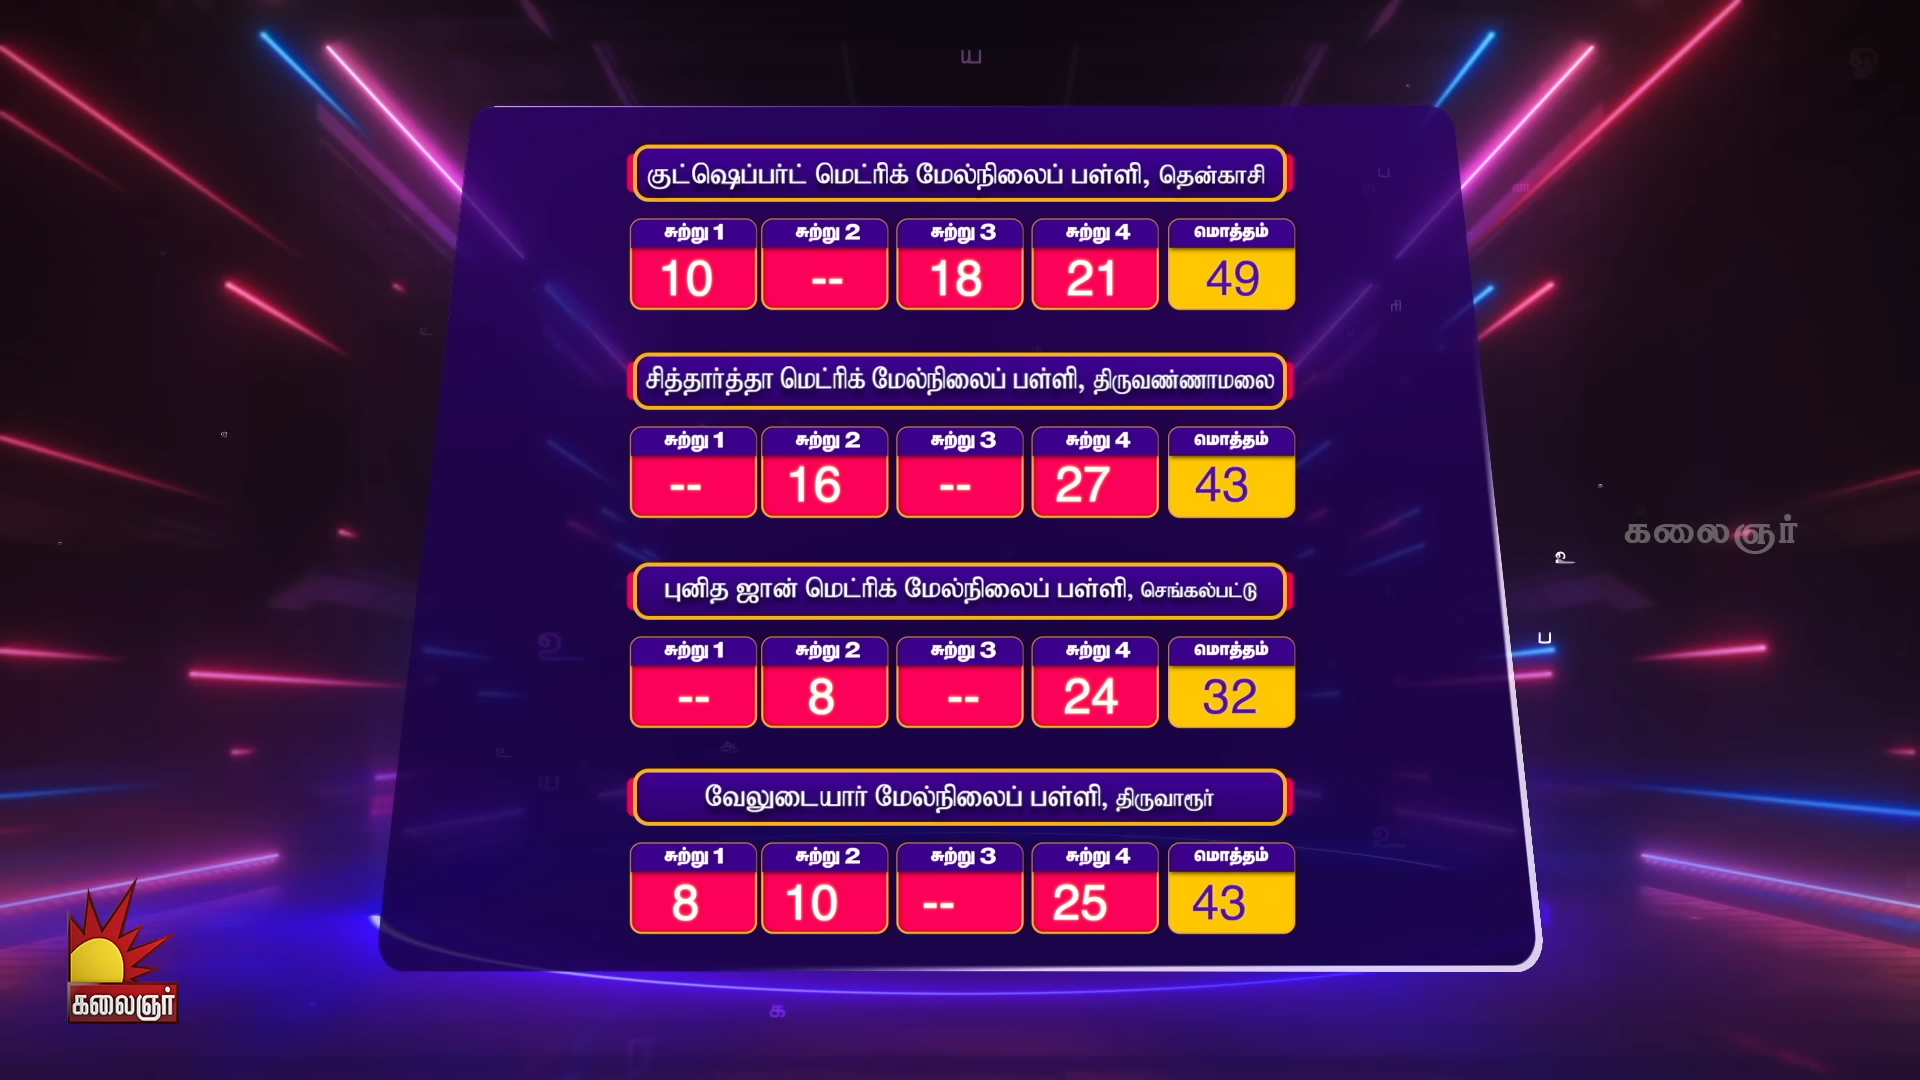 குட்ஷெப்பர்ட் மெட்ரிக் மேல்நிலைப் பள்ளி, தென்காசி
சுற்று 1 சுற்று 2 சுற்று 3 சுற்று 4 மொத்தம்
10 -- 18 21 49
சித்தார்த்தா மெட்ரிக் மேல்நிலைப் பள்ளி, திருவண்ணாமலை
சுற்று 1 சுற்று 2 சுற்று 3 சுற்று 4 மொத்தம்
-- 16 -- 27 43
கலைஞர்
புனித ஜான் மெட்ரிக் மேல்நிலைப் பள்ளி, செங்கல்பட்டு
சுற்று 1 சுற்று 2 சுற்று 3 சுற்று 4 மொத்தம்
-- 8 -- 24 32
வேலுடையார் மேல்நிலைப் பள்ளி, திருவாரூர்
சுற்று 1 சுற்று 2 சுற்று 3 சுற்று 4 மொத்தம்
8 10 -- 25 43
கலைஞர்